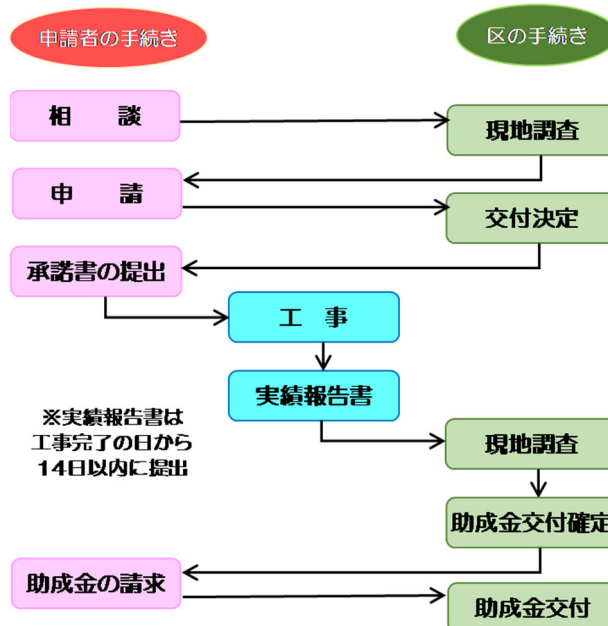 申請者の手続き
区の手続き
相　談
現地調査
申　請
交付決定
承諾書の提出
工　事
実績報告書
※実績報告書は
工事完了の日から
14日以内に提出
現地調査
助成金交付確定
助成金の請求
助成金交付